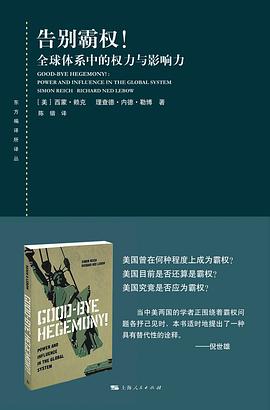 告别霸权！
全球体系中的权力与影响力
GOOD-BYE HEGEMONY!:
POWER AND INFLUENCE IN THE GLOBAL SYSTEM
SIMON REICH RICHARD NED LEBOW
［美］西蒙·赖克 理查德·内德·勒博 著
陈锴 译
东方编译所译丛
美国曾在何种程度上成为霸权?
美国目前是否还算是霸权?
美国究竟是否应为霸权?
当中美两国的学者正围绕着霸权问
题各抒己见时，本书适时地提出了一种
具有替代性的诠释。
——倪世雄
GOOD-BYE
HEGEMONY!
POWER AND
INFLUENCE
IN THE GLOBAL
SYSTEM
上海人民出版社